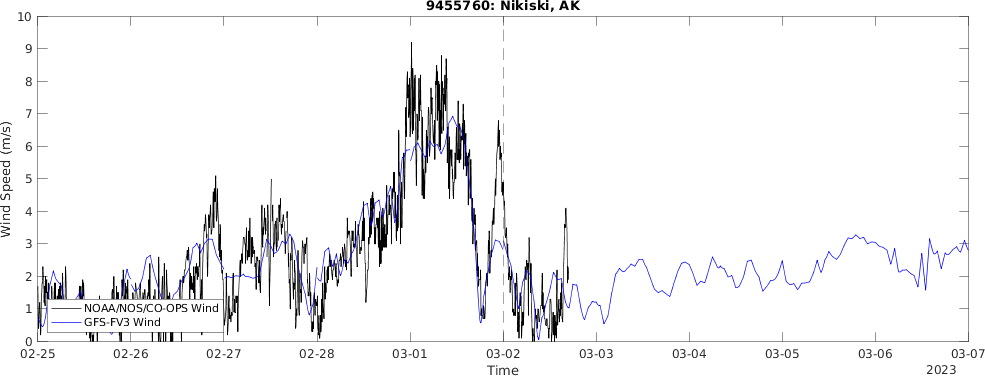 9455760: Nikiski, AK
10
9
8
7
6
5
4
3
2
1
0
Wind Speed (m/s)
NOAA/NOS/CO-OPS Wind
GFS-FV3 Wind
02-25 02-26 02-27 02-28 03-01 03-02 03-03 03-04 03-05 03-06 03-07
Time
2023